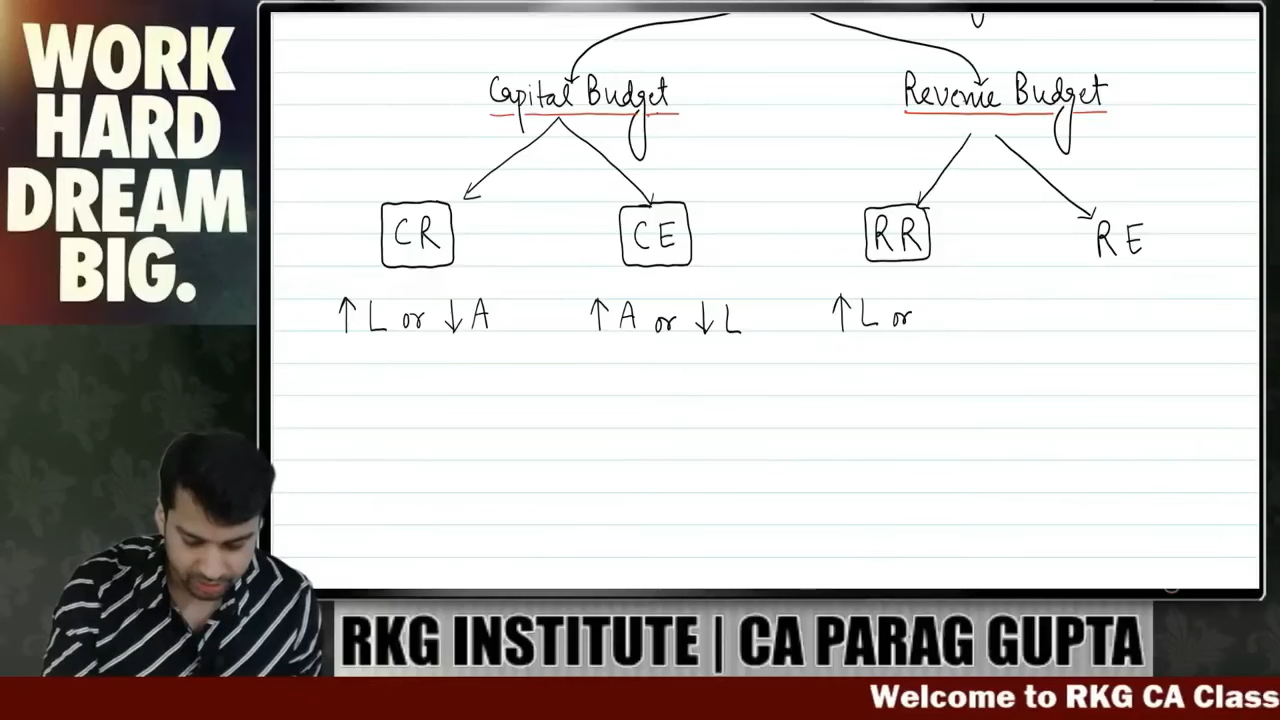 WORK
HARD
DREAM
BIG.
Capital Budget
Revenue Budget
CR
CE
RR
RE
↑ L or ↓ A
↑ A or ↓ L
↑ L or
RKG INSTITUTE | CA PARAG GUPTA
Welcome to RKG CA Class